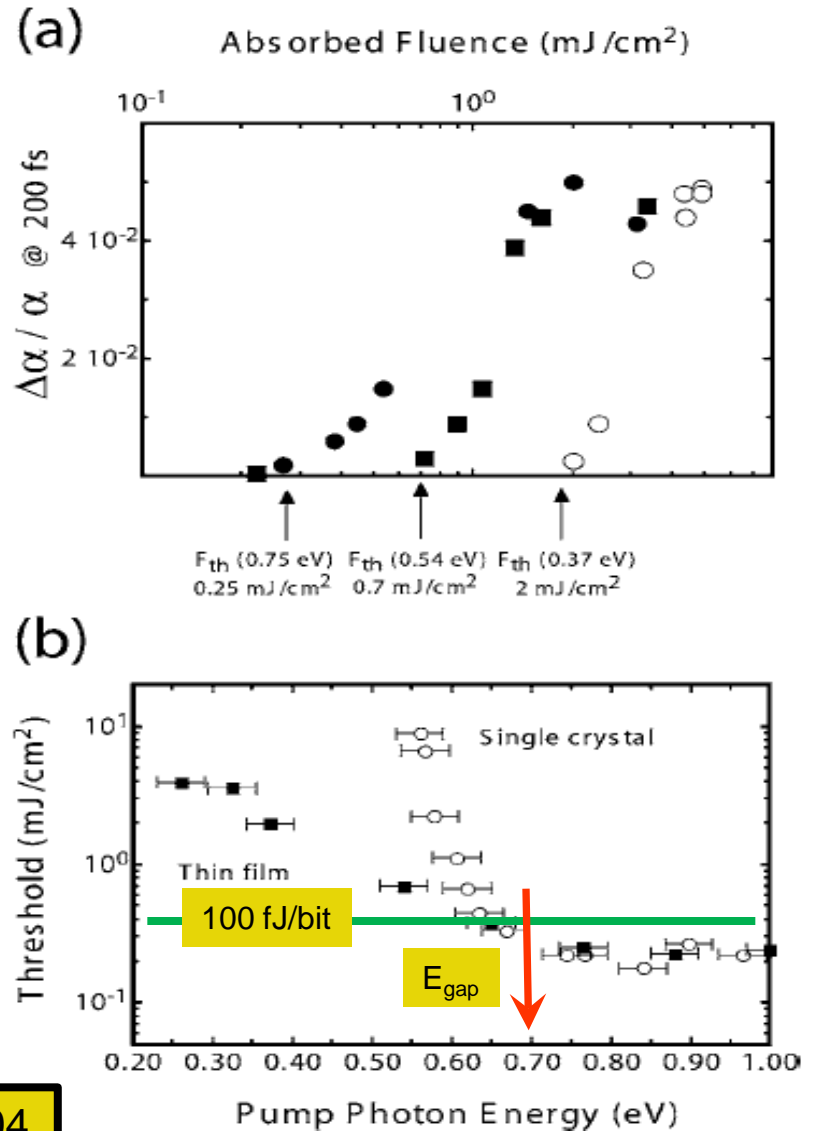 (a)
Absorbed Fluence (mJ/cm²)
10⁻¹ 10⁰
Δα / α @ 200 fs
4 10⁻²
2 10⁻²
Fth (0.75 eV) Fth (0.54 eV) Fth (0.37 eV)
0.25 mJ/cm² 0.7 mJ/cm² 2 mJ/cm²
(b)
Threshold (mJ/cm²)
10¹
Single crystal
10⁰
Thin film
100 fJ/bit
Egap
10⁻¹
0.20 0.30 0.40 0.50 0.60 0.70 0.80 0.90 1.00
Pump Photon Energy (eV)